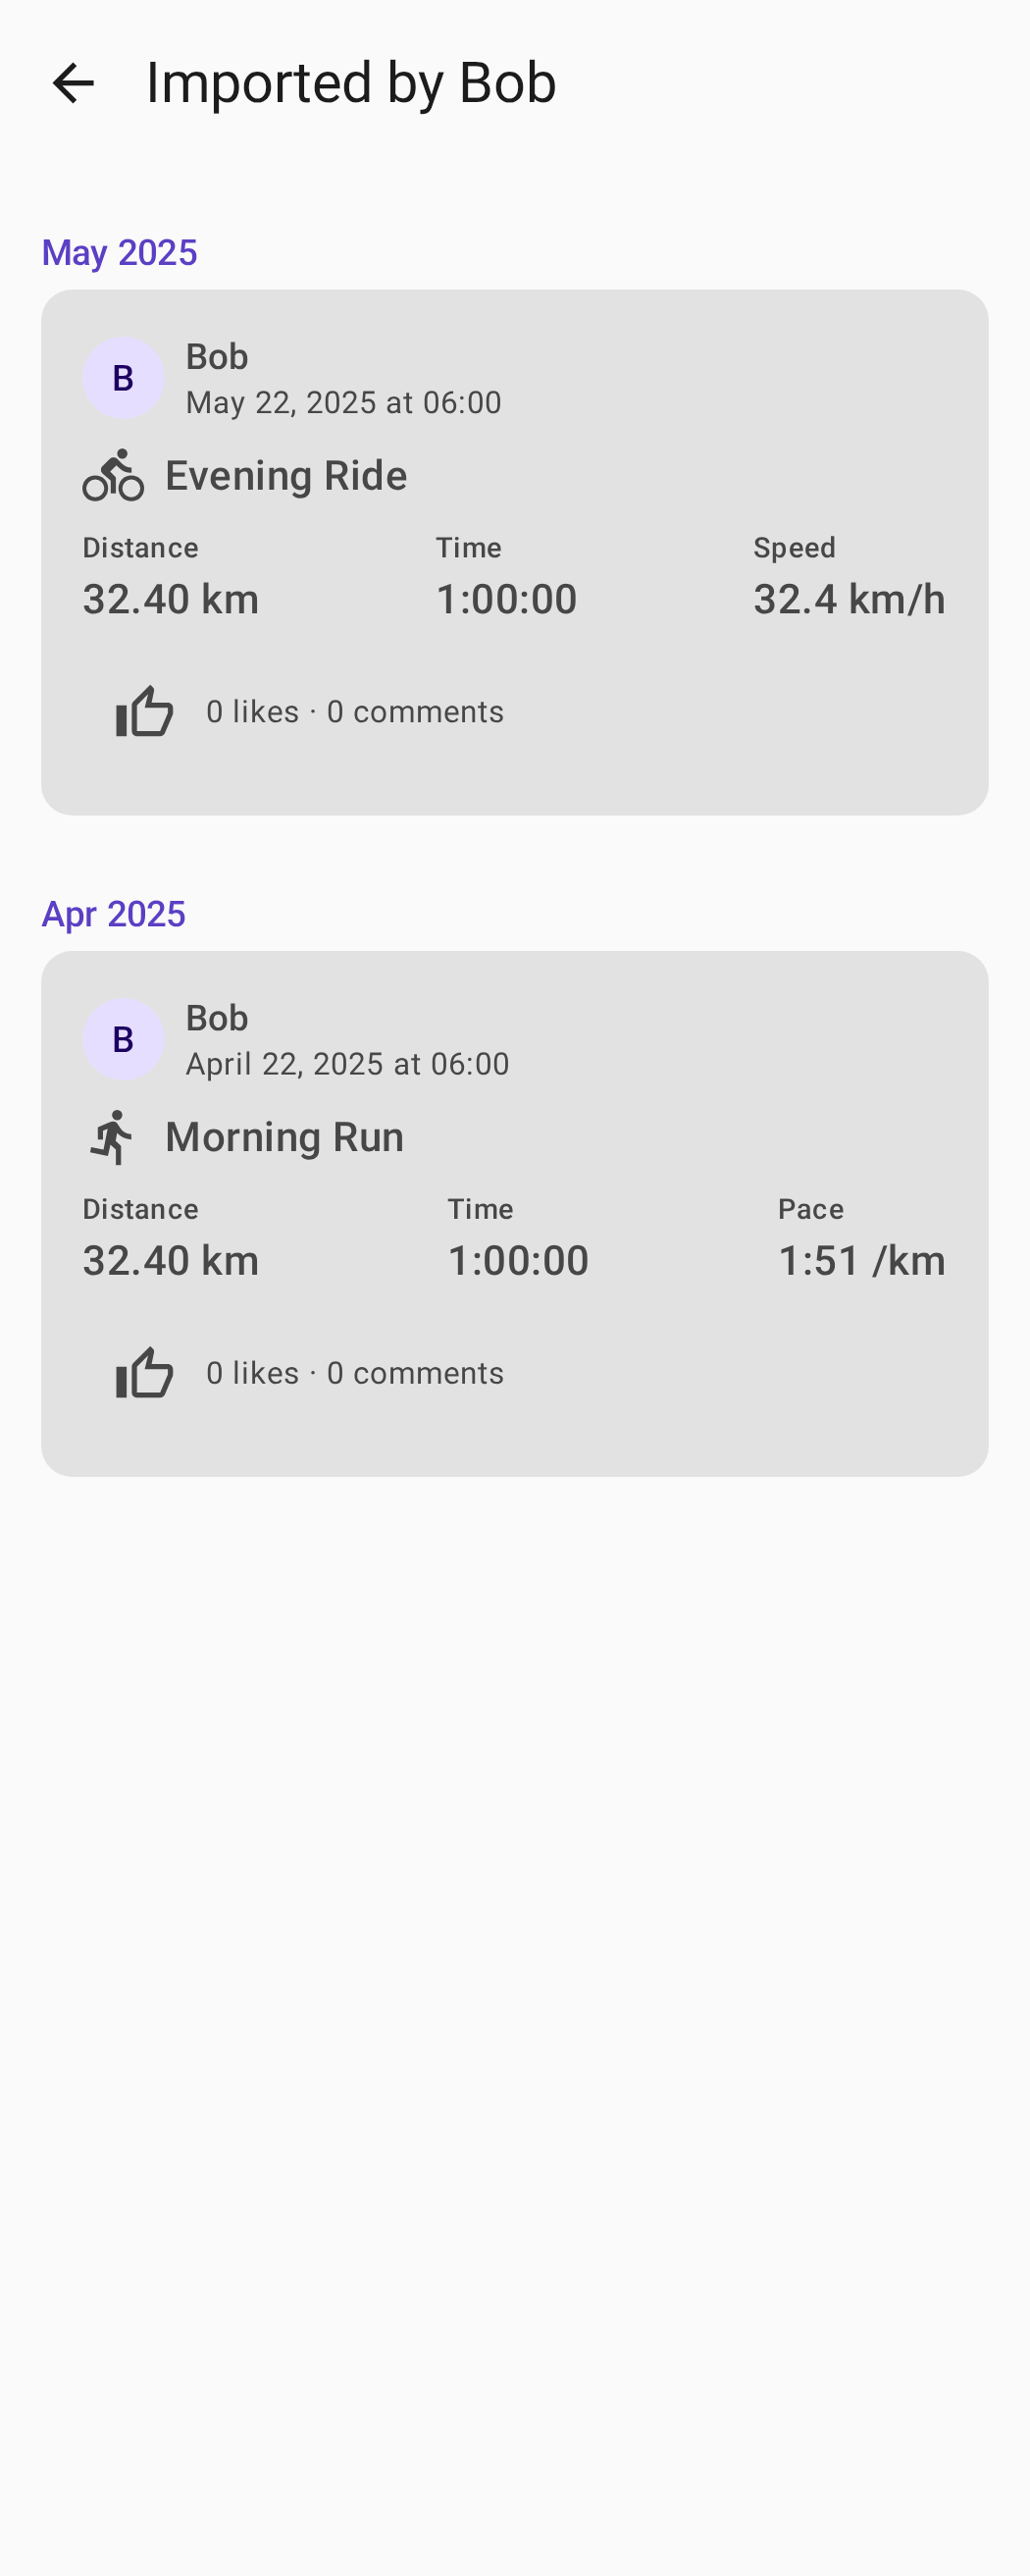 Imported by Bob
May 2025
B
Bob
May 22, 2025 at 06:00
Evening Ride
Distance Time Speed
32.40 km 1:00:00 32.4 km/h
0 likes · 0 comments
Apr 2025
B
Bob
April 22, 2025 at 06:00
Morning Run
Distance Time Pace
32.40 km 1:00:00 1:51 /km
0 likes · 0 comments